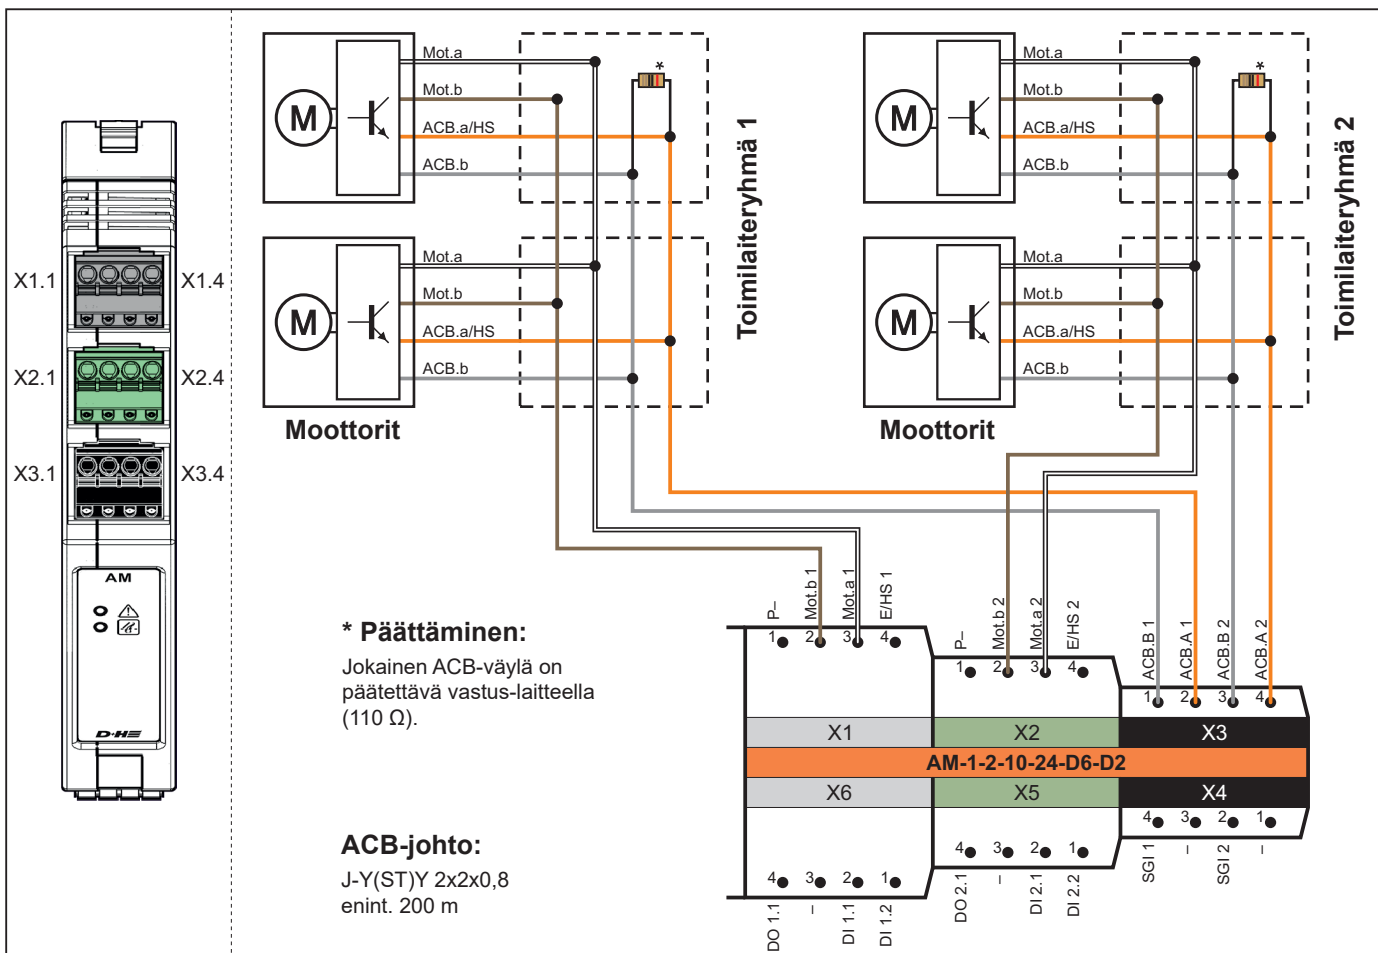 X1.1
X1.4
X2.1
X2.4
X3.1
X3.4
AM
D+H
M
Mot.a
Mot.b
ACB.a/HS
ACB.b
*
M
Mot.a
Mot.b
ACB.a/HS
ACB.b
Moottorit
Toimilaiteryhmä 1
M
Mot.a
Mot.b
ACB.a/HS
ACB.b
*
M
Mot.a
Mot.b
ACB.a/HS
ACB.b
Moottorit
Toimilaiteryhmä 2
* Päättäminen:
Jokainen ACB-väylä on
päätettävä vastus-laitteella
(110 Ω).
ACB-johto:
J-Y(ST)Y 2x2x0,8
enint. 200 m
P–
Mot.b 1
Mot.a 1
E/HS 1
1 2 3 4
P–
Mot.b 2
Mot.a 2
E/HS 2
1 2 3 4
ACB.B 1
ACB.A 1
ACB.B 2
ACB.A 2
1 2 3 4
X1 X2 X3
AM-1-2-10-24-D6-D2
X6 X5 X4
4 3 2 1
DO 1.1
–
DI 1.1
DI 1.2
4 3 2 1
DO 2.1
–
DI 2.1
DI 2.2
4 3 2 1
SGI 1
–
SGI 2
–